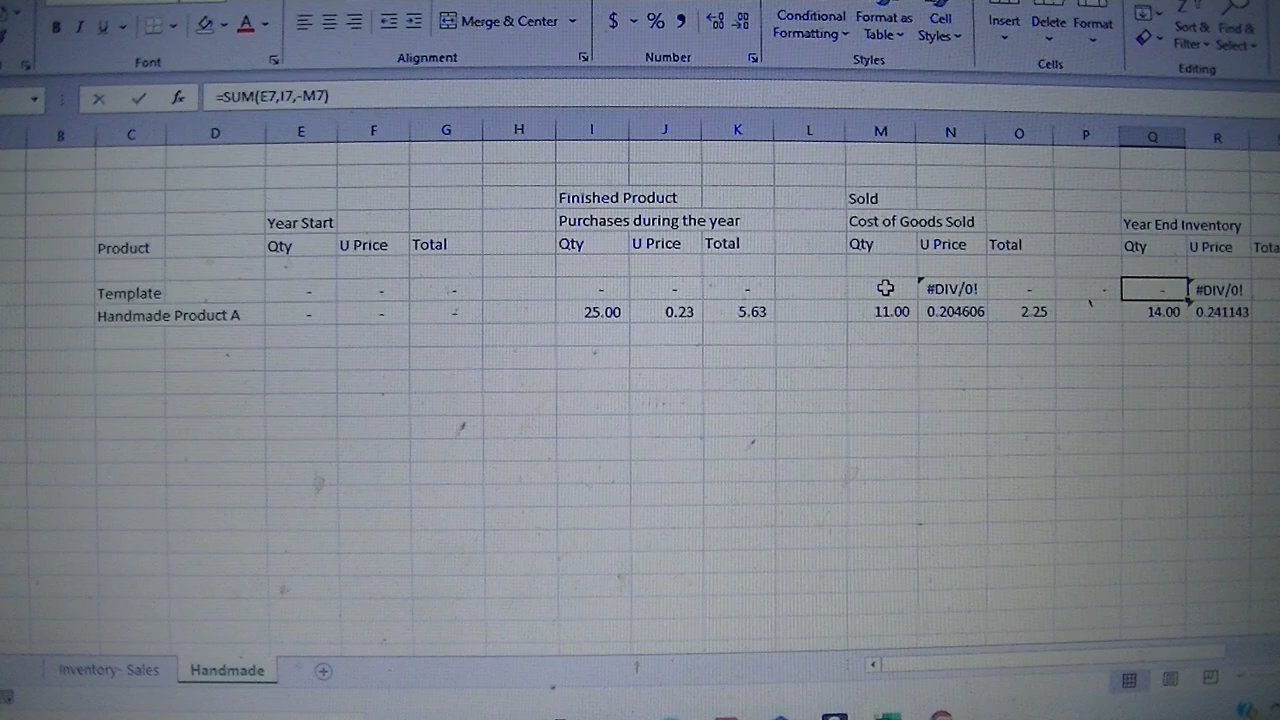 B I U A Merge & Center $ % 9 Conditional Formatting Format as Table Cell Styles Insert Delete Format Sort & Filter Find & Select
Font Alignment Number Styles Cells Editing
fx =SUM(E7,I7,-M7)
B C D E F G H I J K L M N O P Q R
Finished Product Sold
Year Start Purchases during the year Cost of Goods Sold Year End Inventory
Product Qty U Price Total Qty U Price Total Qty U Price Total Qty U Price
Template - - - - - - #DIV/0! - - - #DIV/0!
Handmade Product A - - - 25.00 0.23 5.63 11.00 0.204606 2.25 14.00 0.241143
Inventory- Sales Handmade